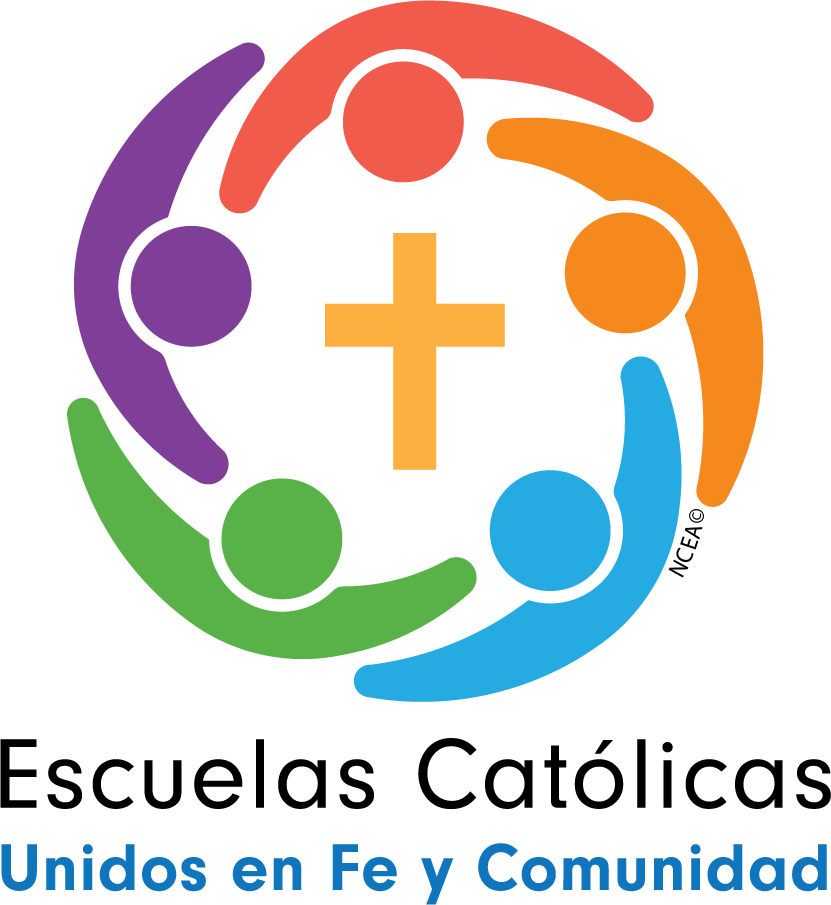 NCEA©
Escuelas Católicas
Unidos en Fe y Comunidad